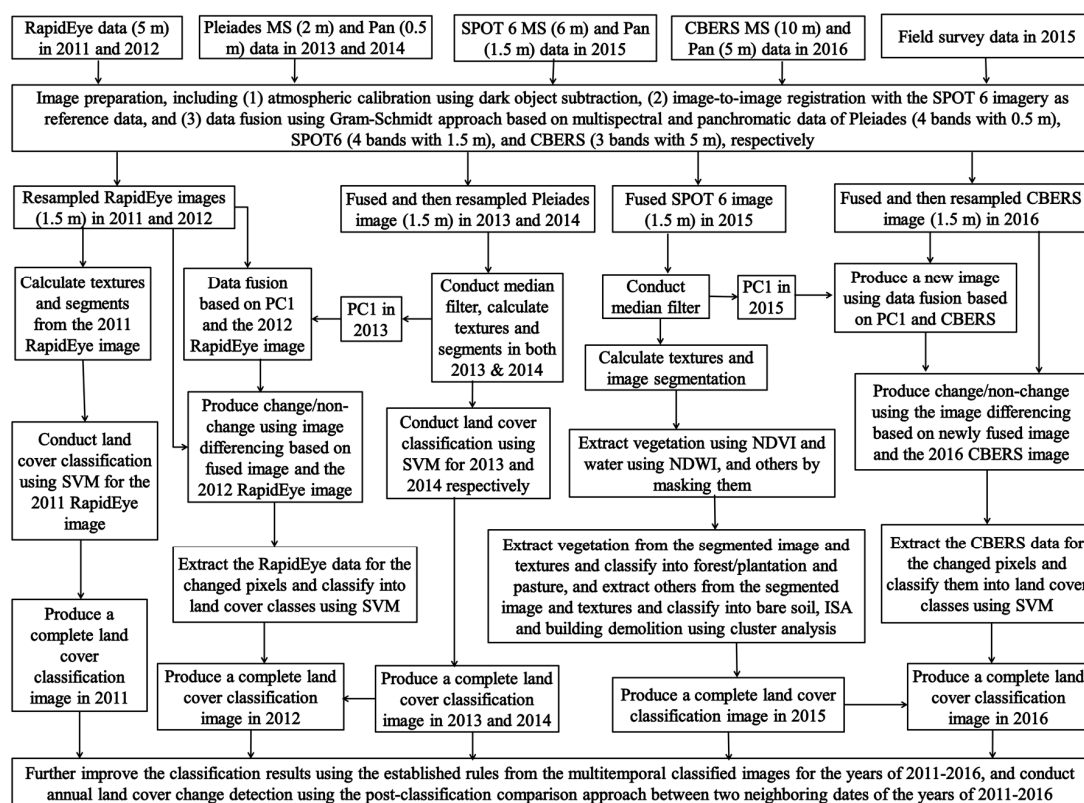 RapidEye data (5 m)
in 2011 and 2012
Pleiades MS (2 m) and Pan (0.5
m) data in 2013 and 2014
SPOT 6 MS (6 m) and Pan
(1.5 m) data in 2015
CBERS MS (10 m) and
Pan (5 m) data in 2016
Field survey data in 2015
Image preparation, including (1) atmospheric calibration using dark object subtraction, (2) image-to-image registration with the SPOT 6 imagery as
reference data, and (3) data fusion using Gram-Schmidt approach based on multispectral and panchromatic data of Pleiades (4 bands with 0.5 m),
SPOT6 (4 bands with 1.5 m), and CBERS (3 bands with 5 m), respectively
Resampled RapidEye images
(1.5 m) in 2011 and 2012
Fused and then resampled Pleiades
image (1.5 m) in 2013 and 2014
Fused SPOT 6 image
(1.5 m) in 2015
Fused and then resampled CBERS
image (1.5 m) in 2016
Calculate textures
and segments
from the 2011
RapidEye image
Data fusion
based on PC1
and the 2012
RapidEye image
PC1 in
2013
Conduct median
filter, calculate
textures and
segments in both
2013 & 2014
Conduct
median filter
PC1 in
2015
Produce a new image
using data fusion based
on PC1 and CBERS
Calculate textures and
image segmentation
Conduct land
cover classification
using SVM for the
2011 RapidEye
image
Produce change/non-
change using image
differencing based on
fused image and the
2012 RapidEye image
Conduct land cover
classification using
SVM for 2013 and
2014 respectively
Extract vegetation using NDVI and
water using NDWI, and others by
masking them
Produce change/non-change
using the image differencing
based on newly fused image
and the 2016 CBERS image
Extract the RapidEye data for the
changed pixels and classify into
land cover classes using SVM
Extract vegetation from the segmented image and
textures and classify into forest/plantation and
pasture, and extract others from the segmented
image and textures and classify into bare soil, ISA
and building demolition using cluster analysis
Extract the CBERS data for
the changed pixels and
classify them into land cover
classes using SVM
Produce a
complete land
cover
classification
image in 2011
Produce a complete land
cover classification
image in 2012
Produce a complete land
cover classification
image in 2013 and 2014
Produce a complete land cover
classification image in 2015
Produce a complete land
cover classification
image in 2016
Further improve the classification results using the established rules from the multitemporal classified images for the years of 2011-2016, and conduct
annual land cover change detection using the post-classification comparison approach between two neighboring dates of the years of 2011-2016